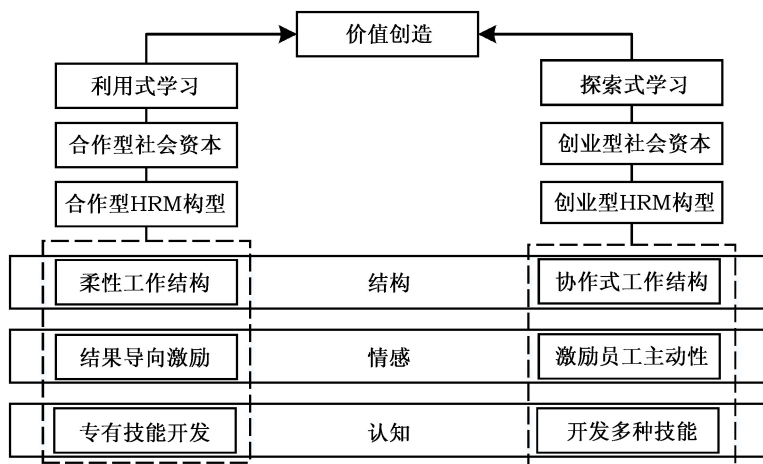 价值创造
利用式学习
探索式学习
合作型社会资本
创业型社会资本
合作型HRM构型
创业型HRM构型
柔性工作结构
结构
协作式工作结构
结果导向激励
情感
激励员工主动性
专有技能开发
认知
开发多种技能